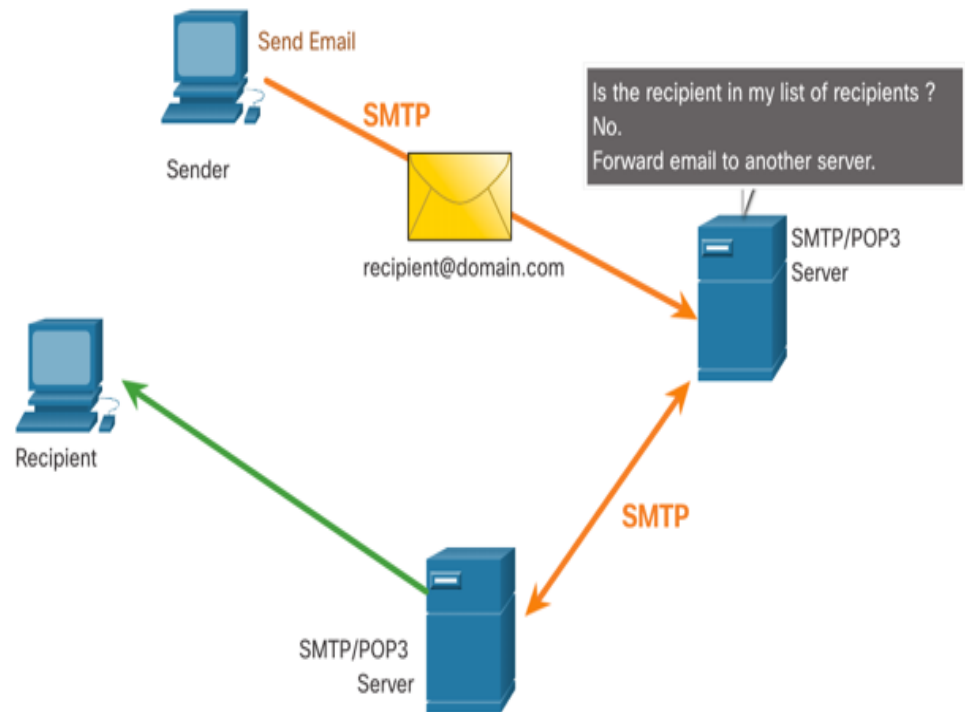 Send Email
SMTP
Sender
recipient@domain.com
Is the recipient in my list of recipients ?
No.
Forward email to another server.
SMTP/POP3
Server
Recipient
SMTP
SMTP/POP3
Server